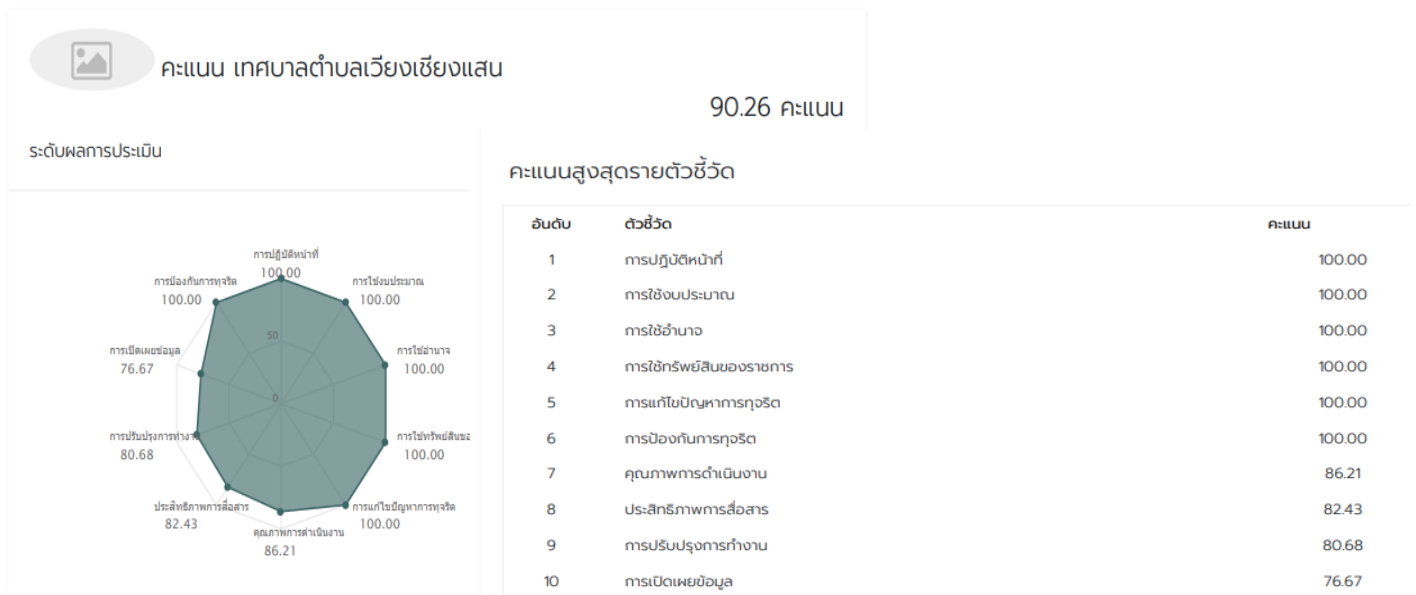 คะแนน เทศบาลตำบลเวียงเชียงแสน
90.26 คะแนน
ระดับผลการประเมิน
การปฏิบัติหน้าที่
100.00
การป้องกันการทุจริต
100.00
การใช้งบประมาณ
100.00
50
การเปิดเผยข้อมูล
76.67
การใช้อำนาจ
100.00
0
การปรับปรุงการทำงาน
80.68
การใช้ทรัพย์สินขอ
100.00
ประสิทธิภาพการสื่อสาร
82.43
การแก้ไขปัญหาการทุจริต
100.00
คุณภาพการดำเนินงาน
86.21
คะแนนสูงสุดรายตัวชี้วัด
อันดับ ตัวชี้วัด คะแนน
1 การปฏิบัติหน้าที่ 100.00
2 การใช้งบประมาณ 100.00
3 การใช้อำนาจ 100.00
4 การใช้ทรัพย์สินของราชการ 100.00
5 การแก้ไขปัญหาการทุจริต 100.00
6 การป้องกันการทุจริต 100.00
7 คุณภาพการดำเนินงาน 86.21
8 ประสิทธิภาพการสื่อสาร 82.43
9 การปรับปรุงการทำงาน 80.68
10 การเปิดเผยข้อมูล 76.67